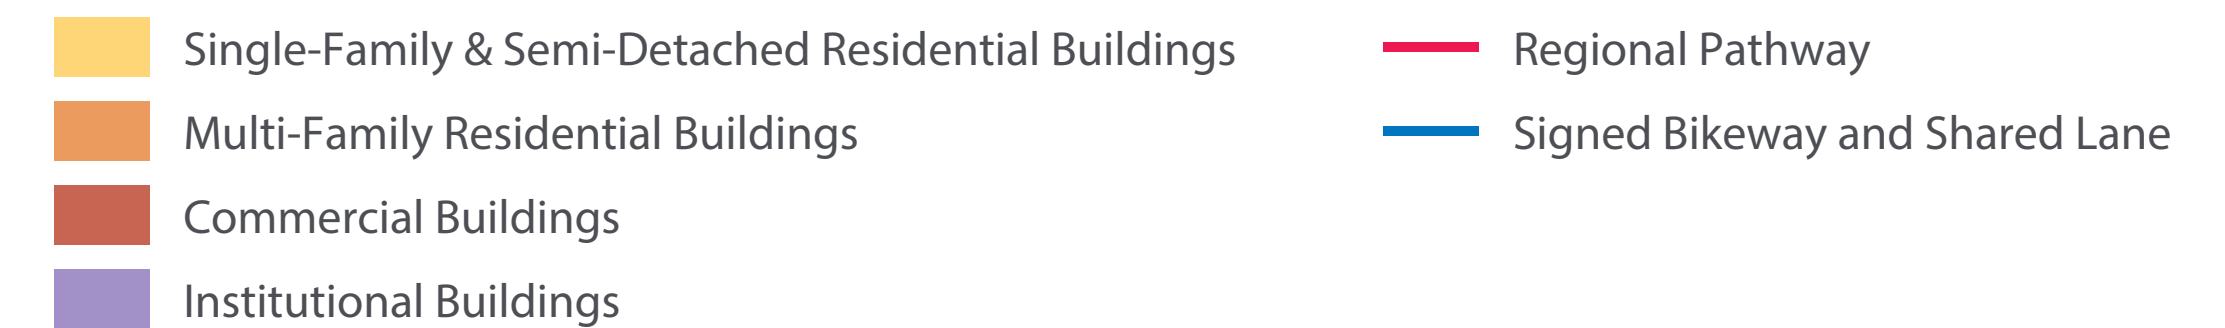 Single-Family & Semi-Detached Residential Buildings
Multi-Family Residential Buildings
Commercial Buildings
Institutional Buildings
Regional Pathway
Signed Bikeway and Shared Lane